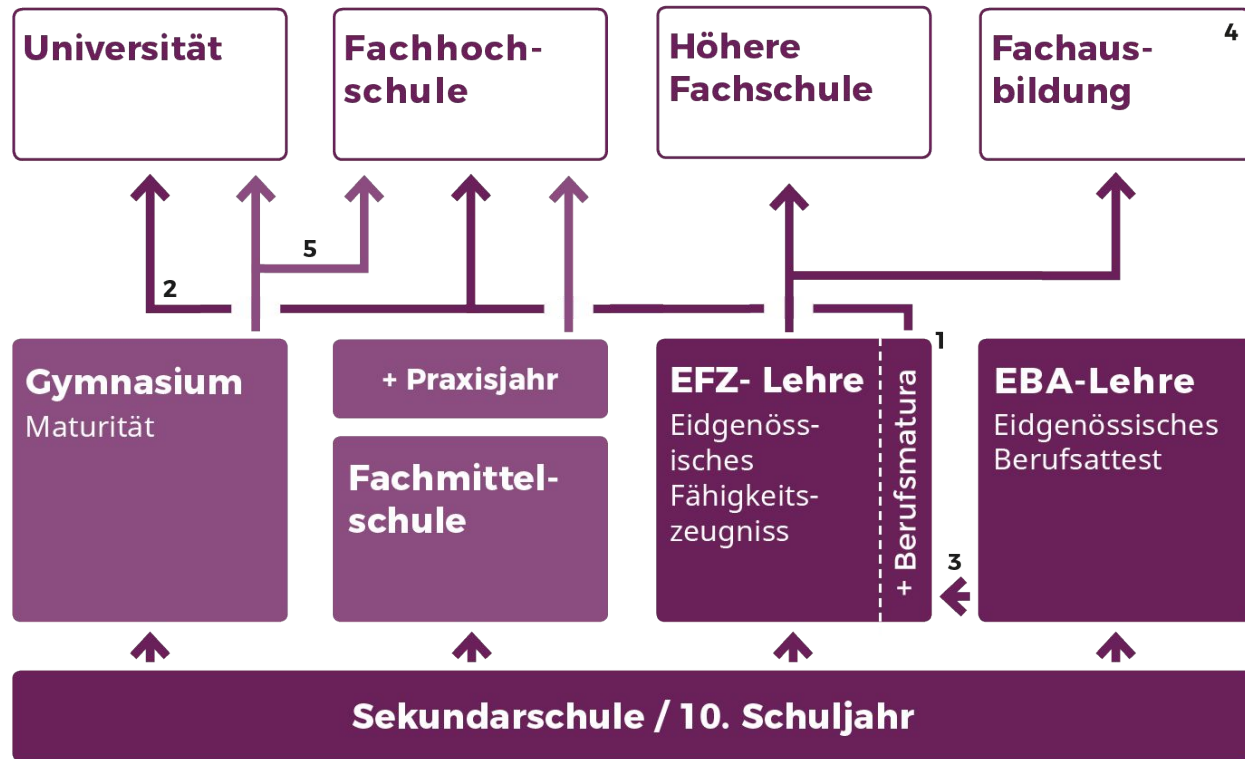 Universität
Fachhoch-
schule
Höhere
Fachschule
4
Fachaus-
bildung
5
2
1
Gymnasium
Maturität
+ Praxisjahr
Fachmittel-
schule
EFZ- Lehre
Eidgenöss-
isches
Fähigkeits-
zeugniss
+ Berufsmatura
3
EBA-Lehre
Eidgenössisches
Berufsattest
Sekundarschule / 10. Schuljahr